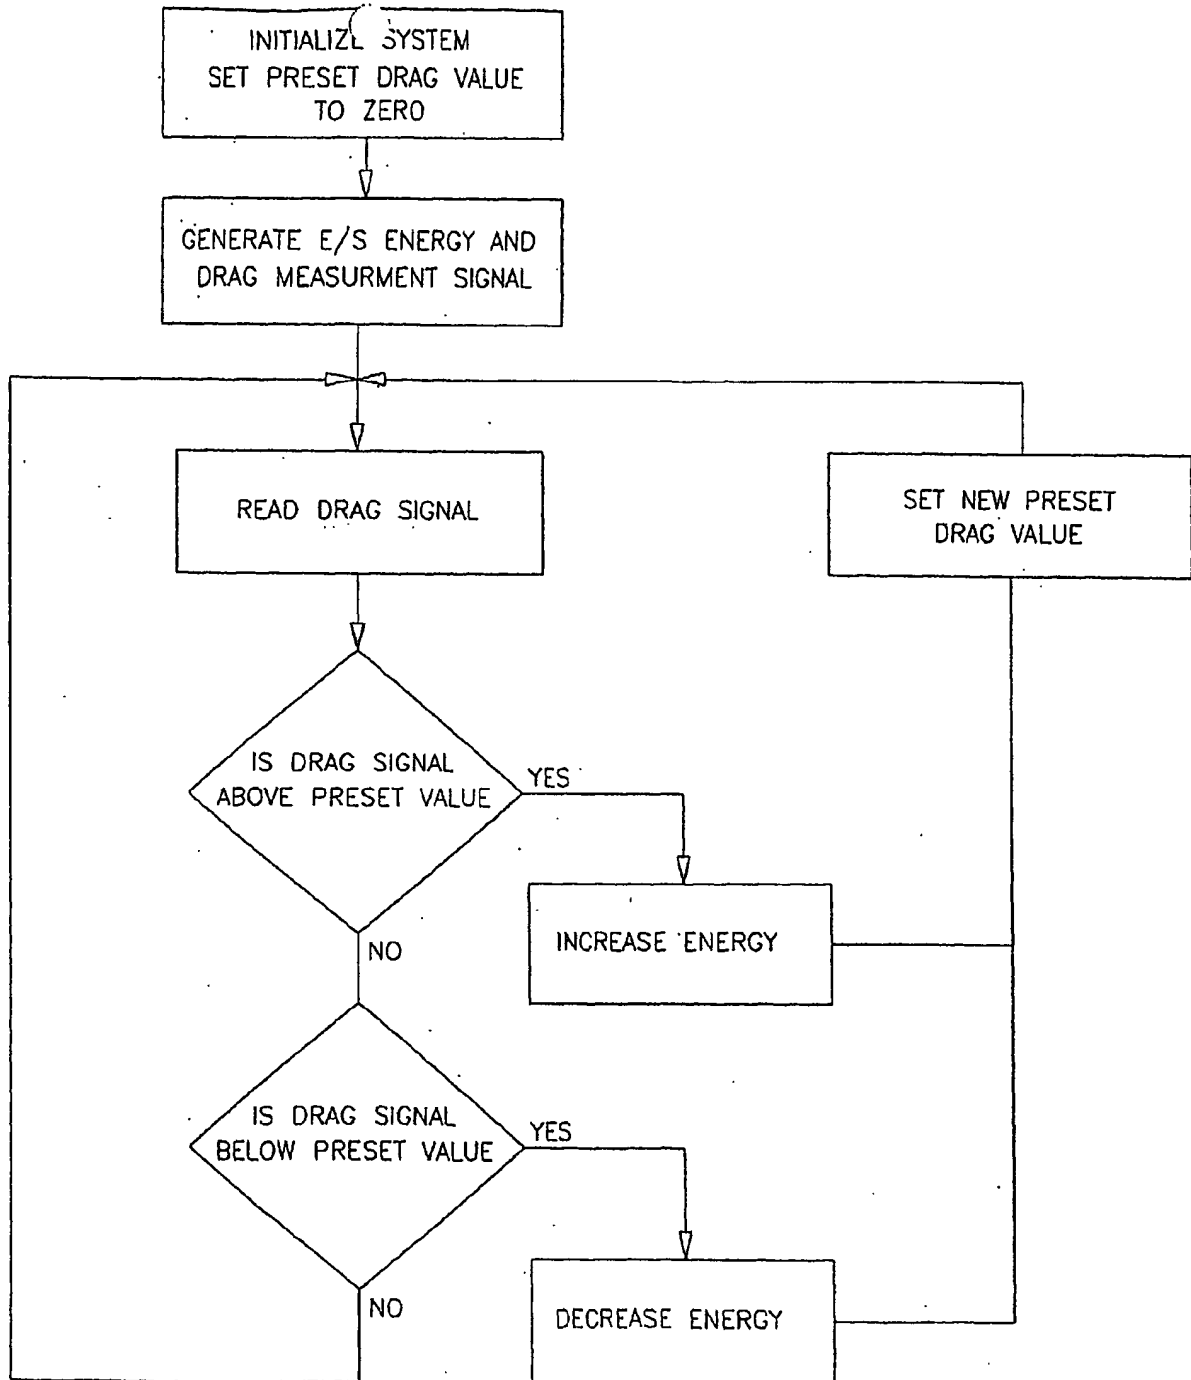 INITIALIZE SYSTEM
SET PRESET DRAG VALUE
TO ZERO
GENERATE E/S ENERGY AND
DRAG MEASURMENT SIGNAL
READ DRAG SIGNAL
SET NEW PRESET
DRAG VALUE
IS DRAG SIGNAL
ABOVE PRESET VALUE
YES
INCREASE ENERGY
NO
IS DRAG SIGNAL
BELOW PRESET VALUE
YES
DECREASE ENERGY
NO